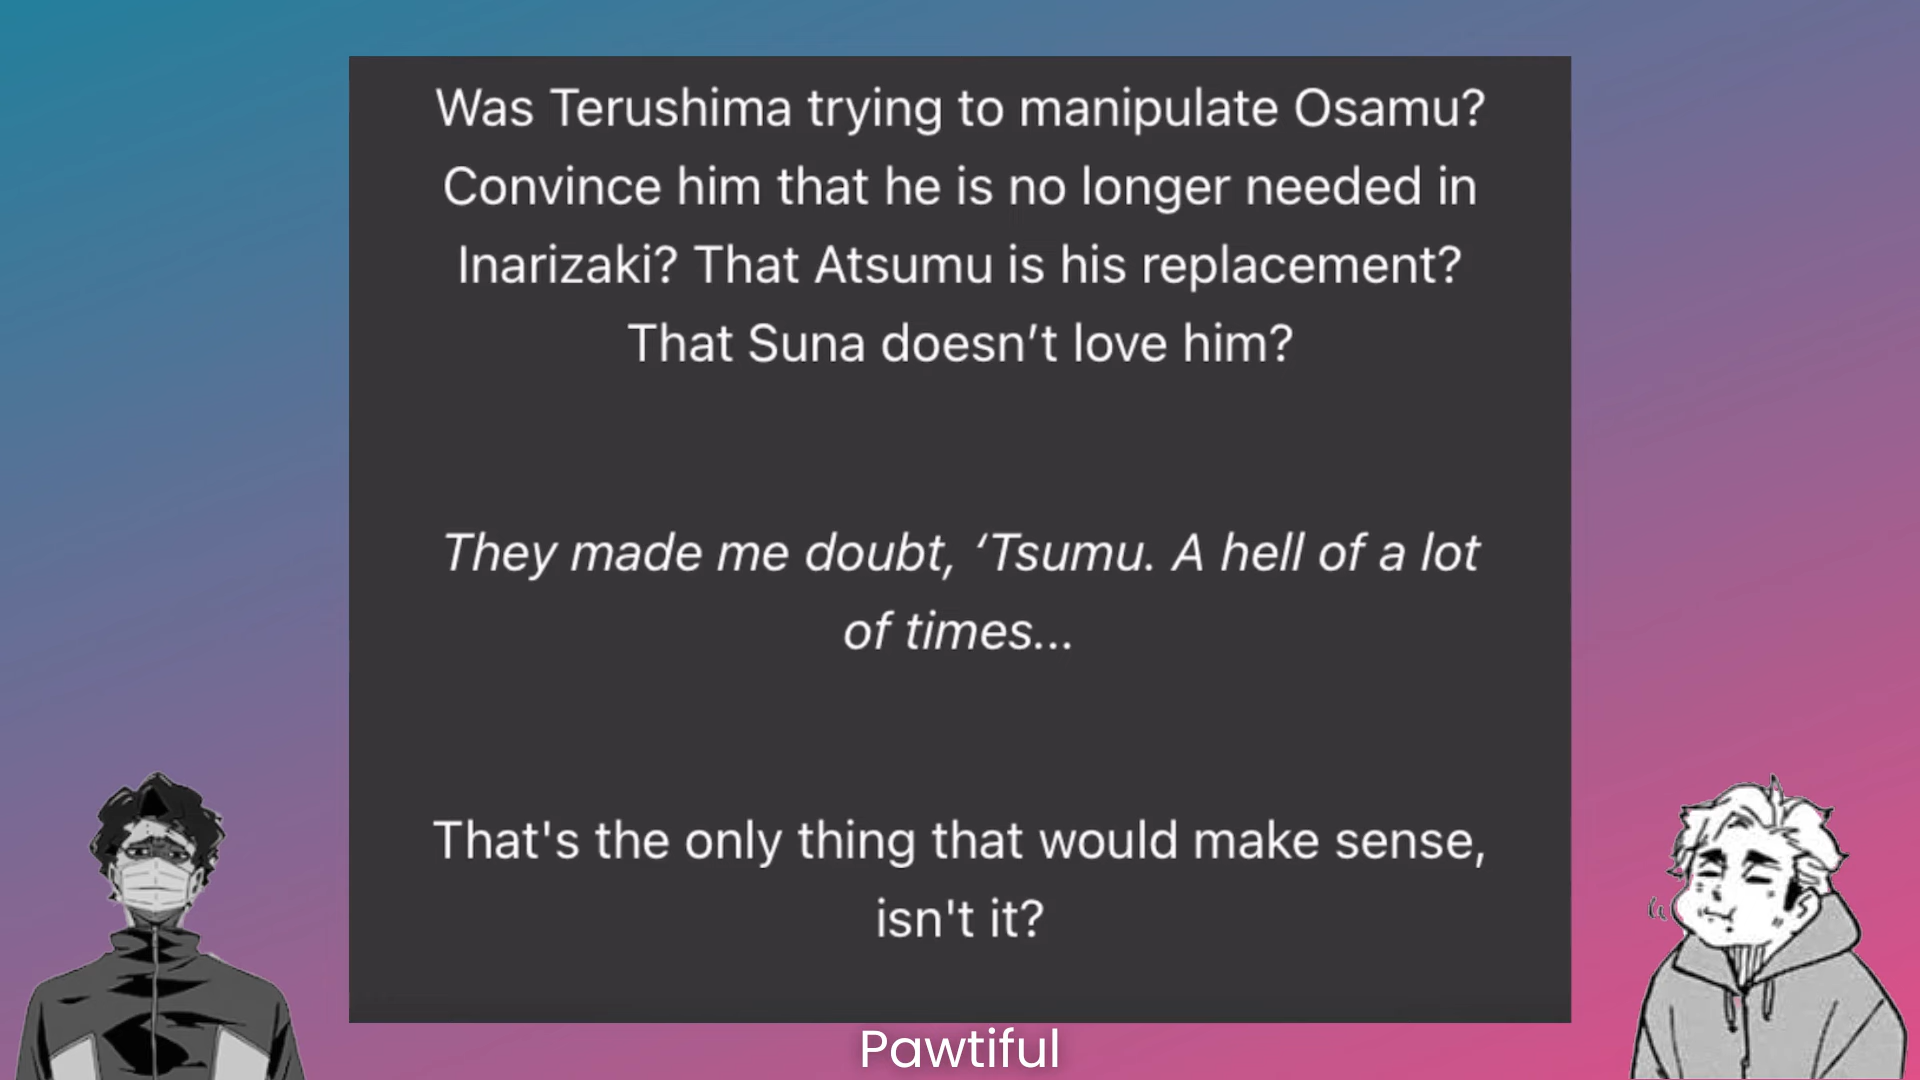 Was Terushima trying to manipulate Osamu?
Convince him that he is no longer needed in
Inarizaki? That Atsumu is his replacement?
That Suna doesn’t love him?
They made me doubt, ‘Tsumu. A hell of a lot
of times...
That's the only thing that would make sense,
isn't it?
Pawtiful